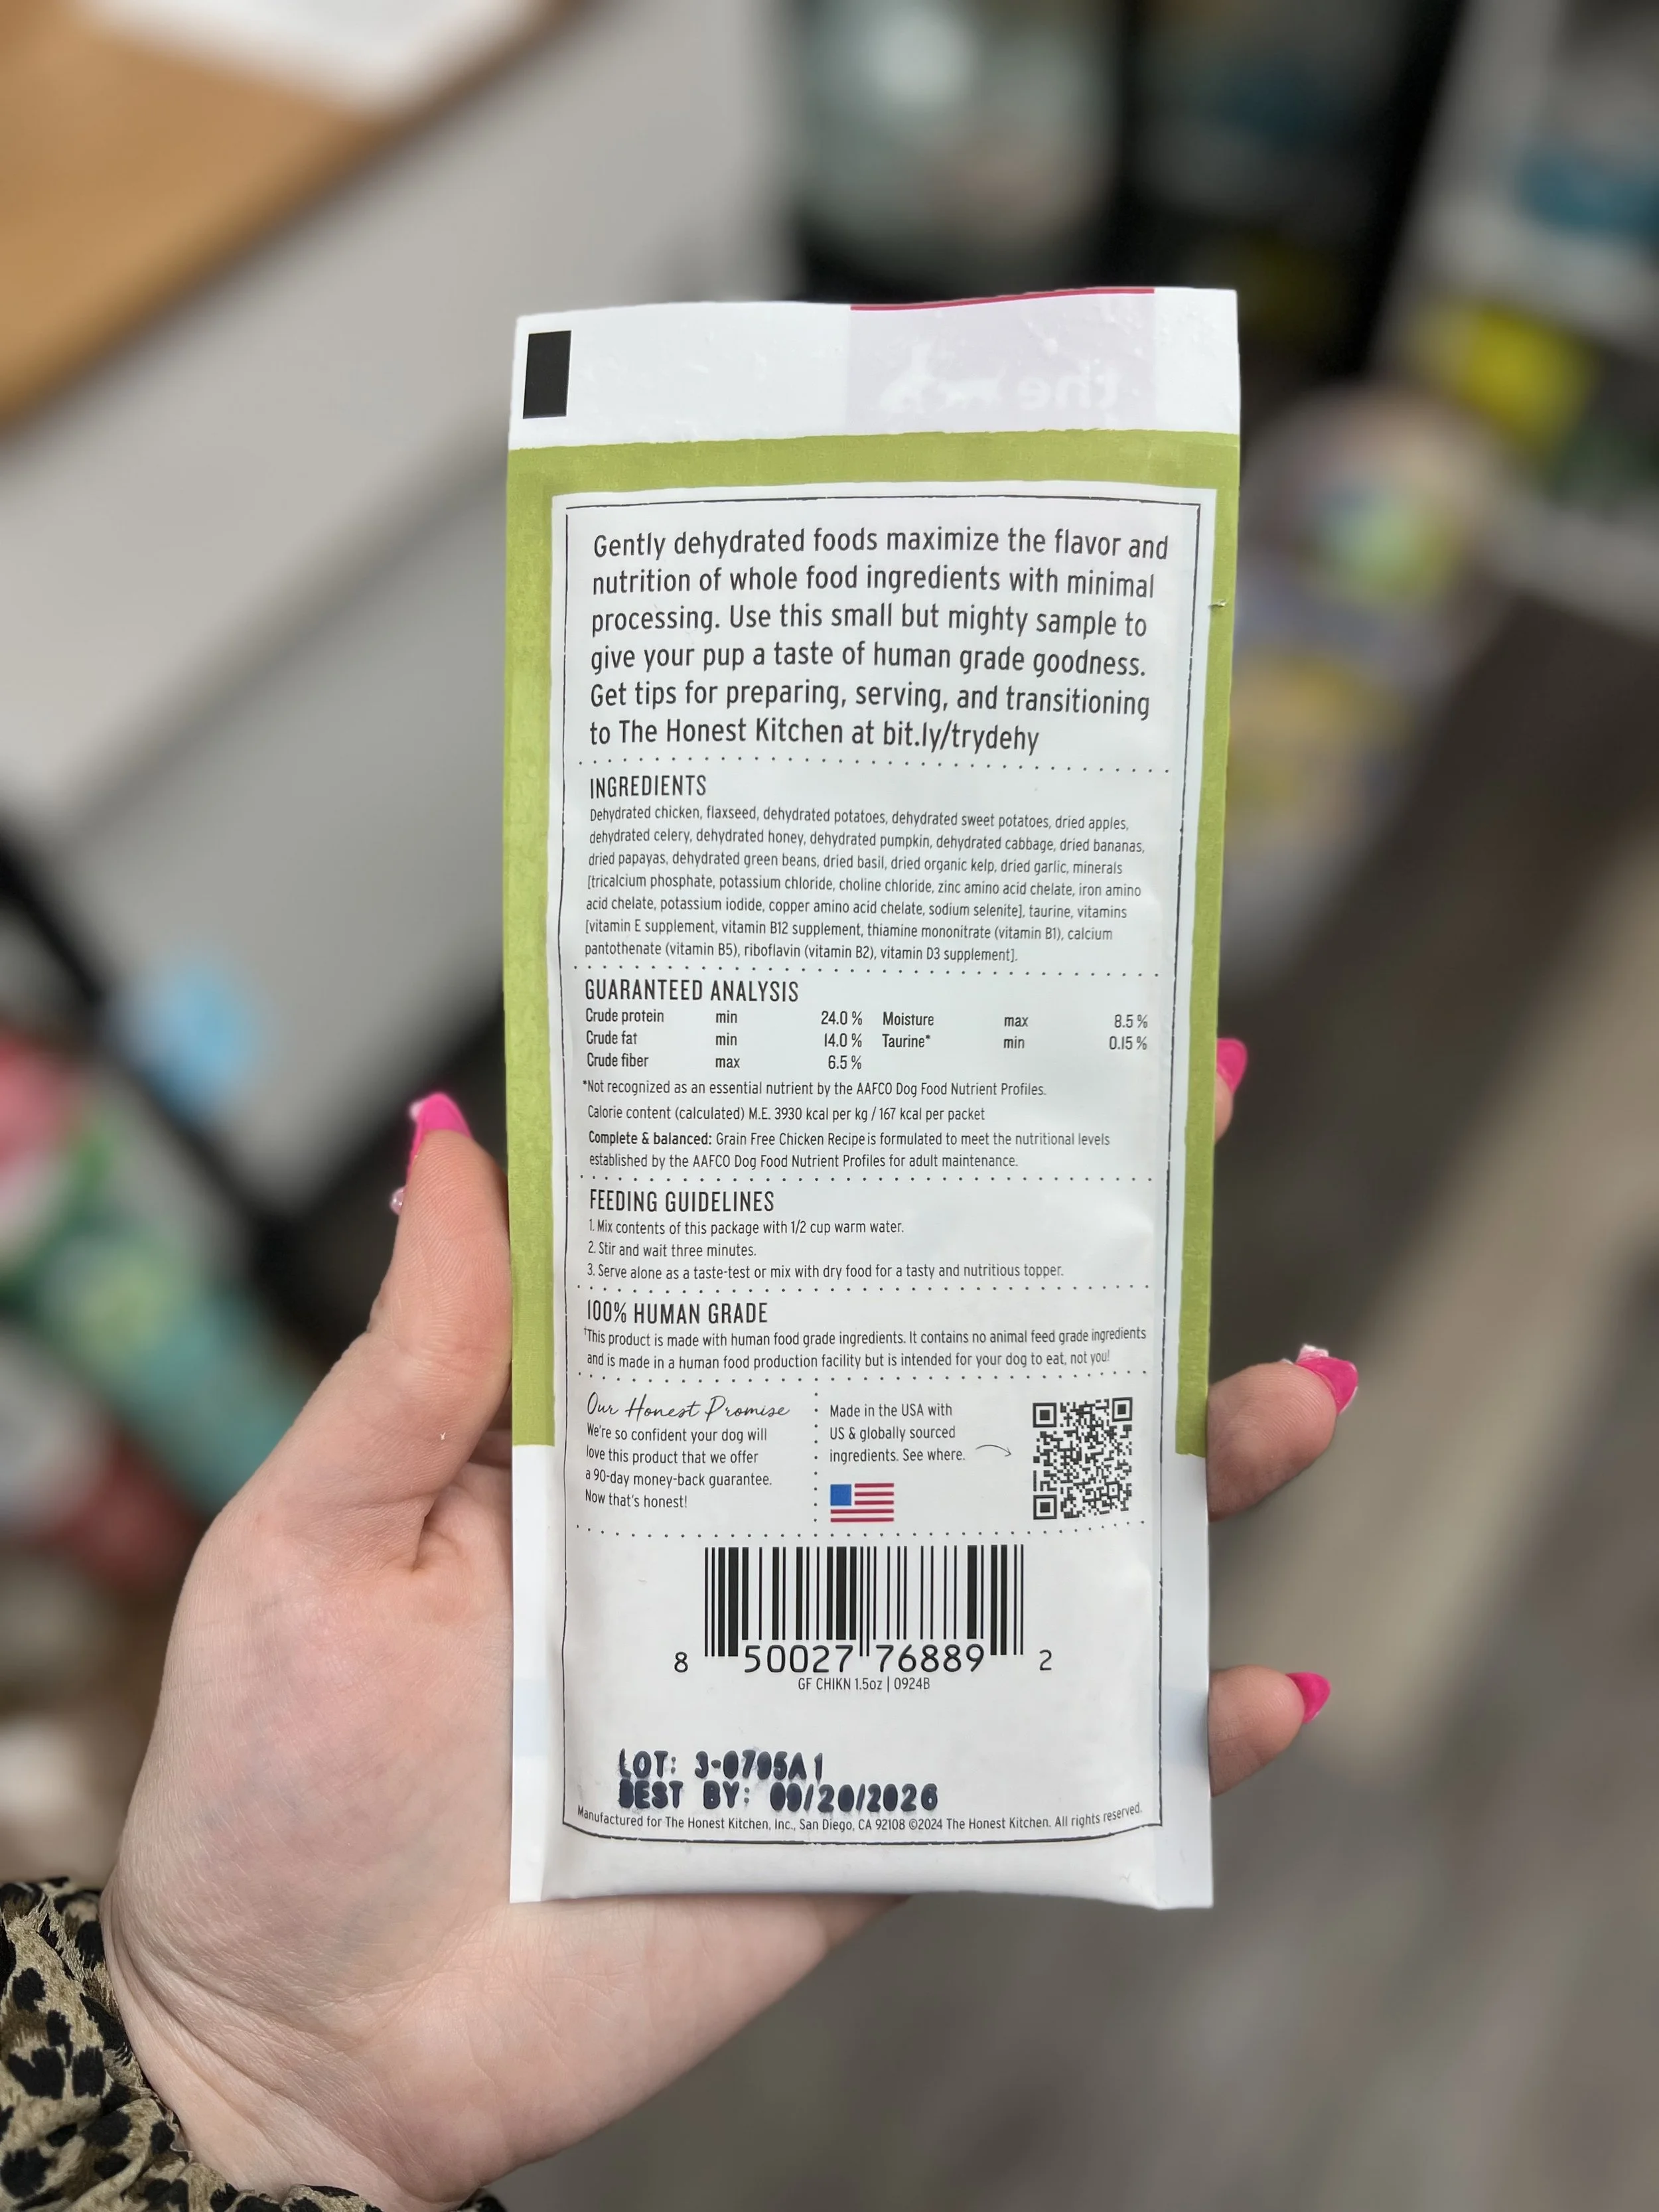 the
Gently dehydrated foods maximize the flavor and
nutrition of whole food ingredients with minimal
processing. Use this small but mighty sample to
give your pup a taste of human grade goodness.
Get tips for preparing, serving, and transitioning
to The Honest Kitchen at bit.ly/trydehy
INGREDIENTS
Dehydrated chicken, flaxseed, dehydrated potatoes, dehydrated sweet potatoes, dried apples,
dehydrated celery, dehydrated honey, dehydrated pumpkin, dehydrated cabbage, dried bananas,
dried papayas, dehydrated green beans, dried basil, dried organic kelp, dried garlic, minerals
[tricalcium phosphate, potassium chloride, choline chloride, zinc amino acid chelate, iron amino
acid chelate, potassium iodide, copper amino acid chelate, sodium selenite], taurine, vitamins
[vitamin E supplement, vitamin B12 supplement, thiamine mononitrate (vitamin B1), calcium
pantothenate (vitamin B5), riboflavin (vitamin B2), vitamin D3 supplement].
GUARANTEED ANALYSIS
Crude protein min 24.0 % Moisture max 8.5 %
Crude fat min 14.0 % Taurine* min 0.15 %
Crude fiber max 6.5 %
*Not recognized as an essential nutrient by the AAFCO Dog Food Nutrient Profiles.
Calorie content (calculated) M.E. 3930 kcal per kg / 167 kcal per packet
Complete & balanced: Grain Free Chicken Recipe is formulated to meet the nutritional levels
established by the AAFCO Dog Food Nutrient Profiles for adult maintenance.
FEEDING GUIDELINES
1. Mix contents of this package with 1/2 cup warm water.
2. Stir and wait three minutes.
3. Serve alone as a taste-test or mix with dry food for a tasty and nutritious topper.
100% HUMAN GRADE
†This product is made with human food grade ingredients. It contains no animal feed grade ingredients
and is made in a human food production facility but is intended for your dog to eat, not you!
Our Honest Promise
We're so confident your dog will
love this product that we offer
a 90-day money-back guarantee.
Now that's honest!
Made in the USA with
US & globally sourced
ingredients. See where.
8 50027 76889 2
GF CHIKN 1.5oz | 0924B
LOT: 3-0705A1
BEST BY: 09/20/2026
Manufactured for The Honest Kitchen, Inc., San Diego, CA 92108 ©2024 The Honest Kitchen. All rights reserved.